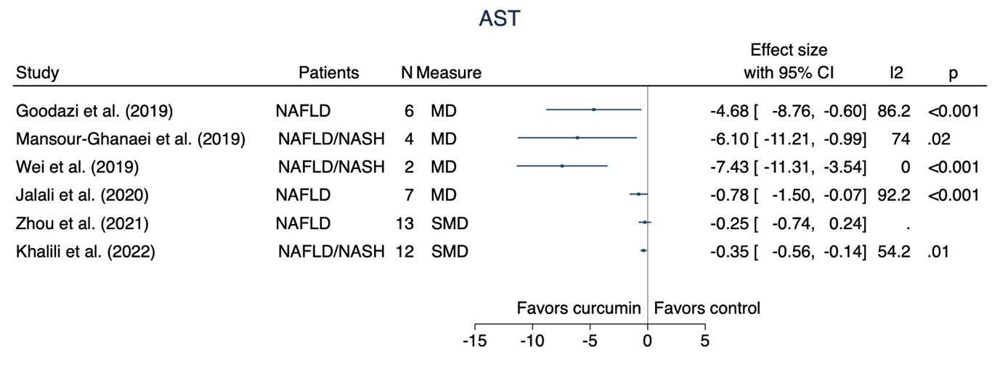 AST
Effect size
Study Patients N Measure with 95% CI I2 p
Goodazi et al. (2019) NAFLD 6 MD -4.68 [ -8.76, -0.60] 86.2 <0.001
Mansour-Ghanaei et al. (2019) NAFLD/NASH 4 MD -6.10 [ -11.21, -0.99] 74 .02
Wei et al. (2019) NAFLD/NASH 2 MD -7.43 [ -11.31, -3.54] 0 <0.001
Jalali et al. (2020) NAFLD 7 MD -0.78 [ -1.50, -0.07] 92.2 <0.001
Zhou et al. (2021) NAFLD 13 SMD -0.25 [ -0.74, 0.24] .
Khalili et al. (2022) NAFLD/NASH 12 SMD -0.35 [ -0.56, -0.14] 54.2 .01
Favors curcumin Favors control
-15 -10 -5 0 5